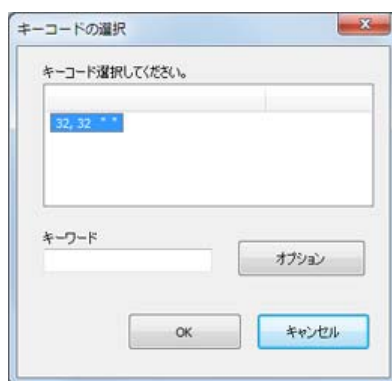 キーコードの選択
キーコード選択してください。
32, 32 " "
キーワード
オプション
OK
キャンセル